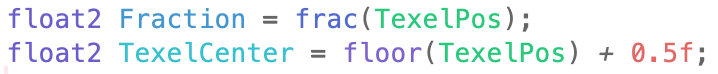 float2 Fraction = frac(TexelPos);
float2 TexelCenter = floor(TexelPos) + 0.5f;